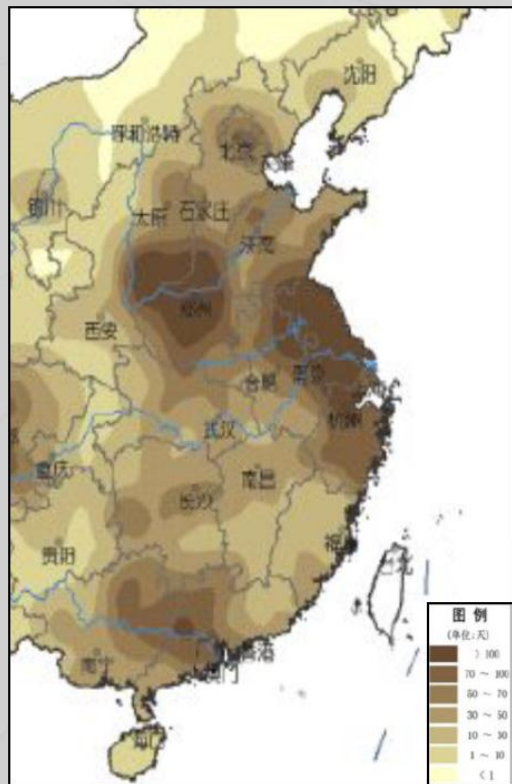 沈阳
呼和浩特
北京
天津
银川
太原
石家庄
济南
西安
郑州
合肥
南京
武汉
杭州
重庆
南昌
长沙
贵阳
福州
台北
南宁
香港
澳门
海口
图 例
(单位:天)
> 100
70 ~ 100
50 ~ 70
30 ~ 50
10 ~ 30
1 ~ 10
< 1